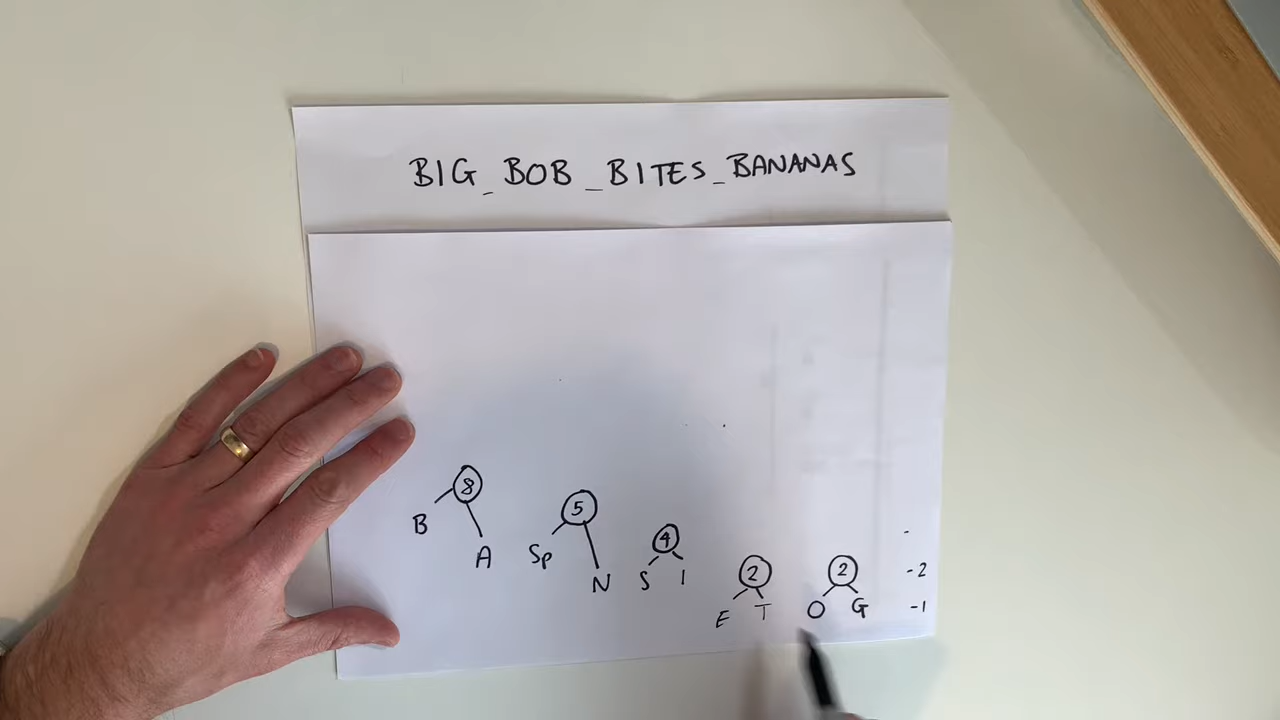 BIG_BOB_BITES_BANANAS
8
5
B
4
A Sp
2 2 -2
N S I
E T O G -1